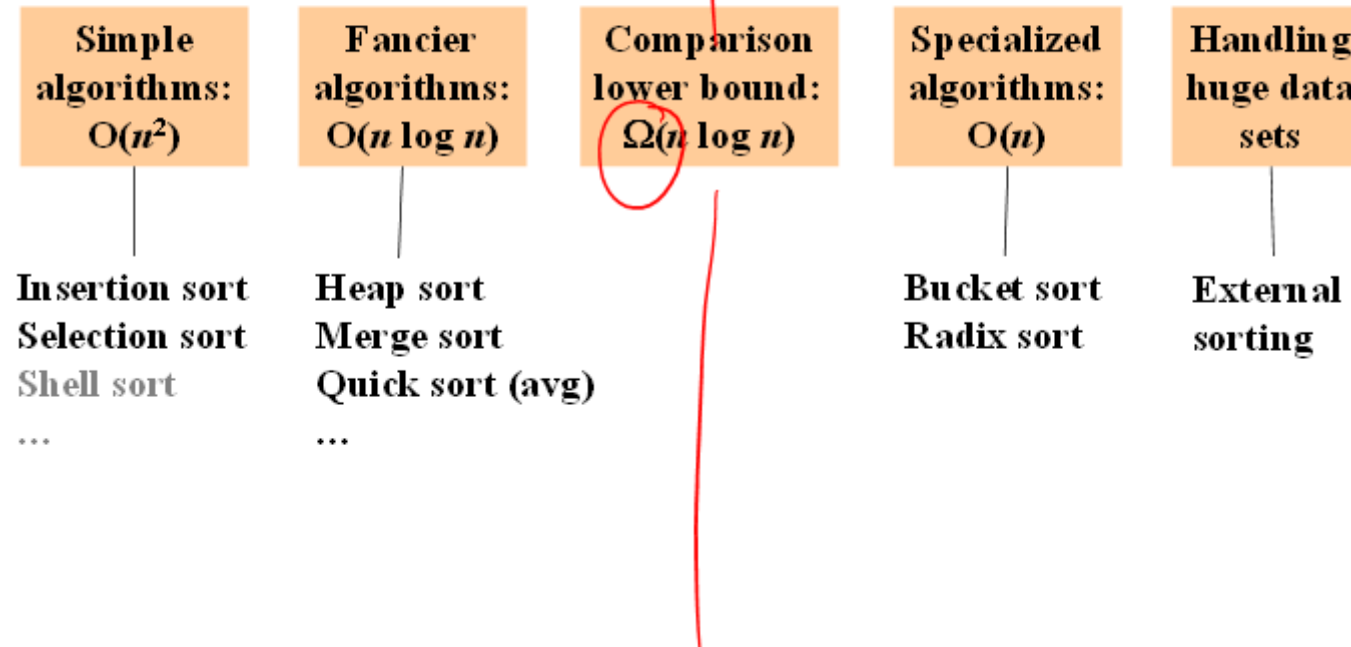 Simple
algorithms:
O(n²)
Fancier
algorithms:
O(n log n)
Comparison
lower bound:
Ω(n log n)
Specialized
algorithms:
O(n)
Handling
huge data
sets
Insertion sort
Selection sort
Shell sort
...
Heap sort
Merge sort
Quick sort (avg)
...
Bucket sort
Radix sort
External
sorting